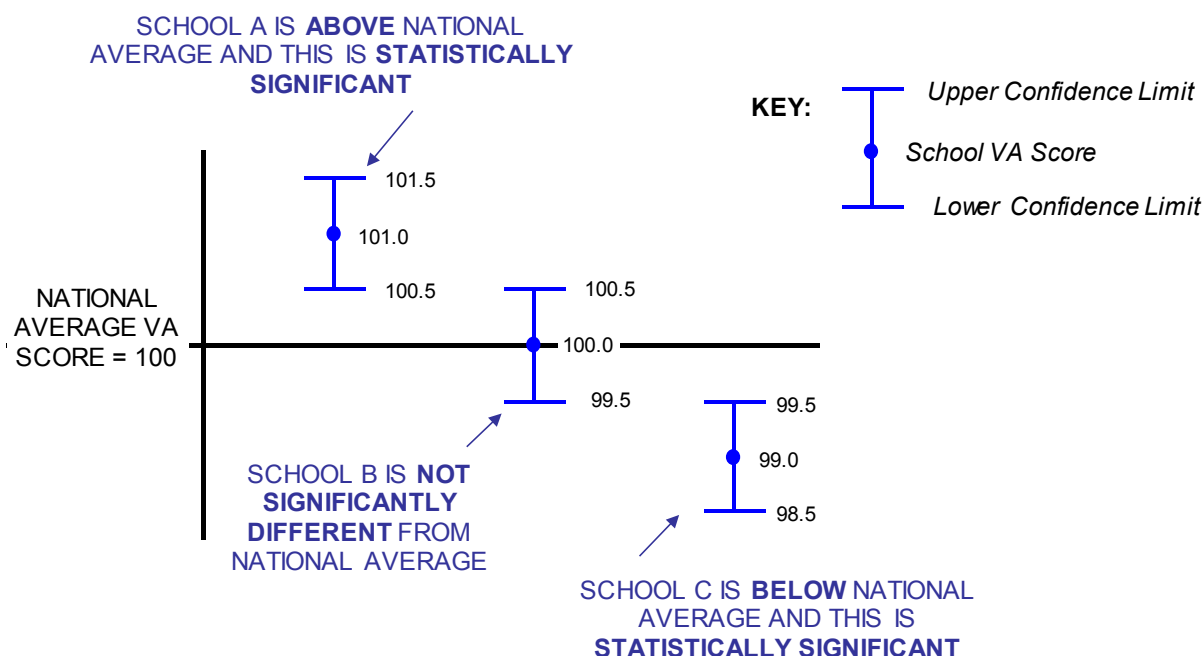 SCHOOL A IS ABOVE NATIONAL
AVERAGE AND THIS IS STATISTICALLY
SIGNIFICANT
KEY:
Upper Confidence Limit
School VA Score
Lower Confidence Limit
101.5
101.0
100.5
NATIONAL
AVERAGE VA
SCORE = 100
100.5
100.0
99.5
99.5
99.0
98.5
SCHOOL B IS NOT
SIGNIFICANTLY
DIFFERENT FROM
NATIONAL AVERAGE
SCHOOL C IS BELOW NATIONAL
AVERAGE AND THIS IS
STATISTICALLY SIGNIFICANT